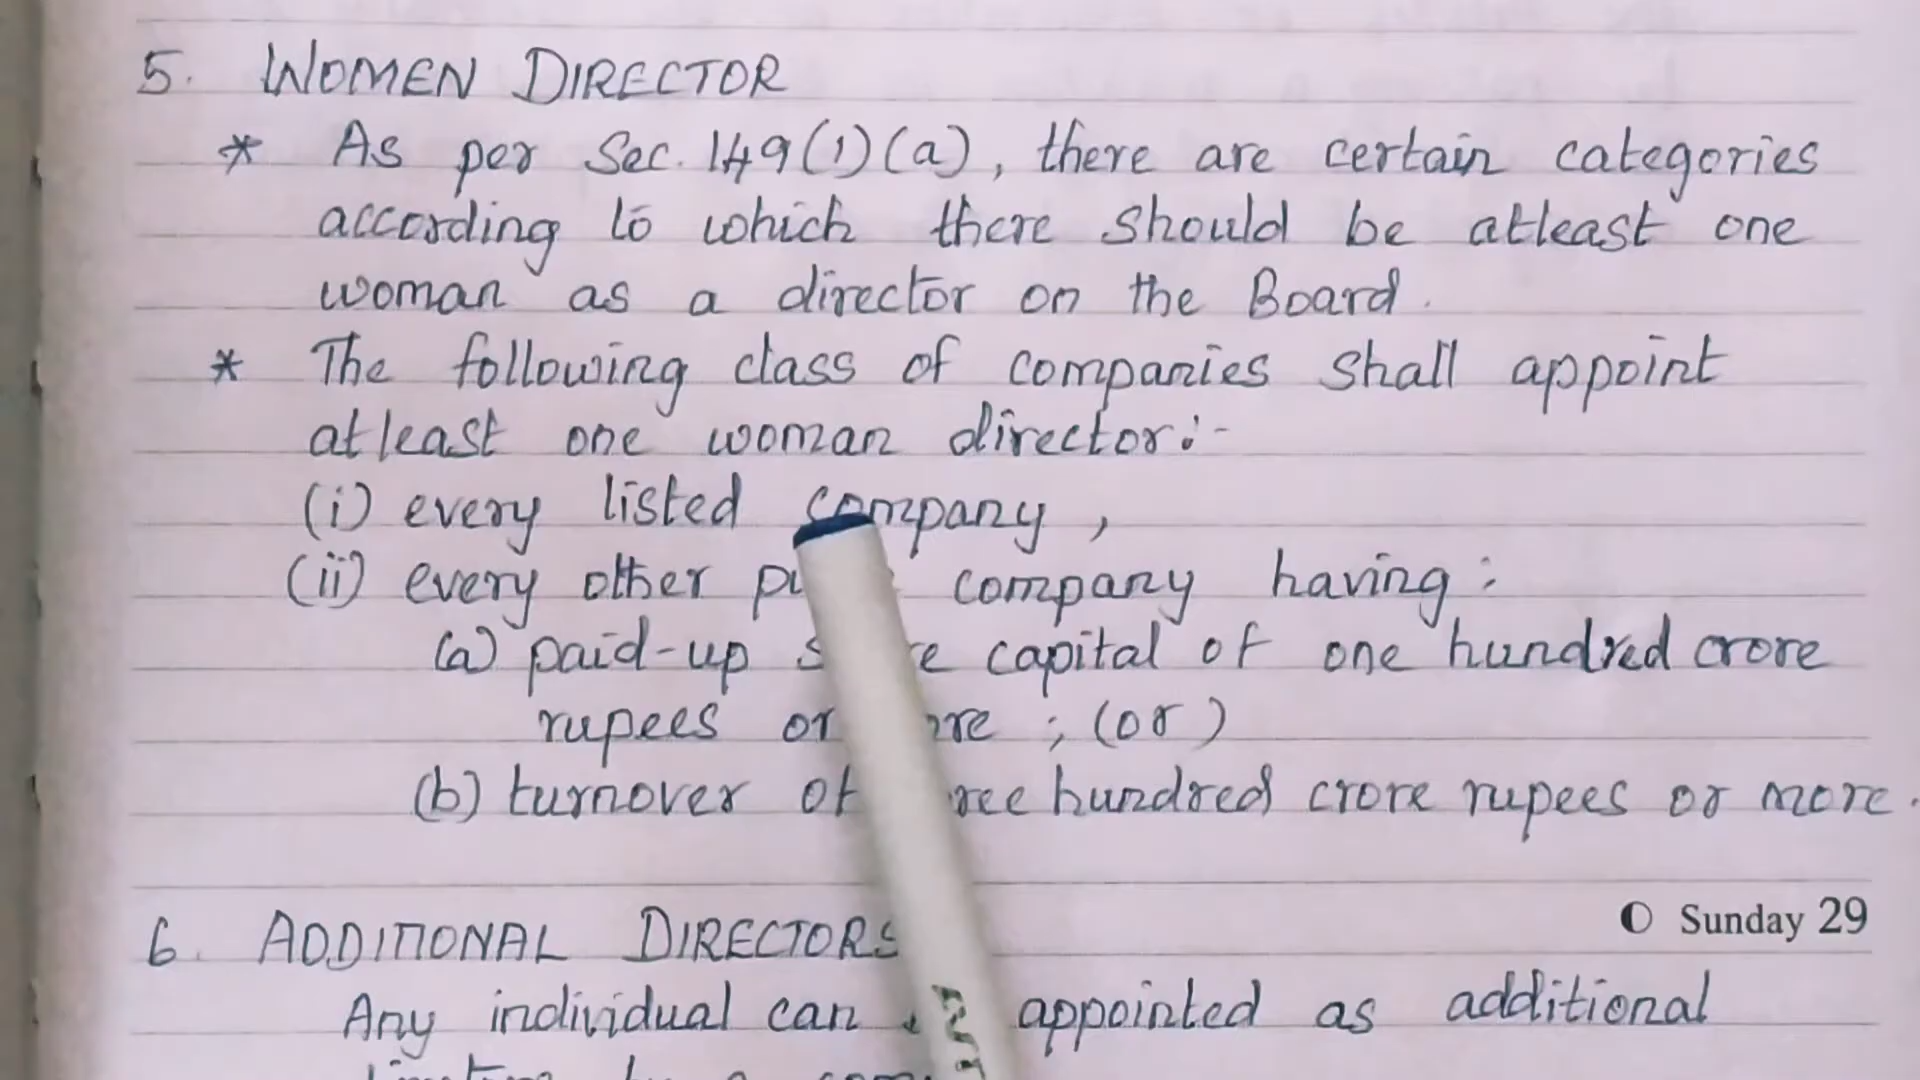 5. WOMEN DIRECTOR
* As per Sec. 149(1)(a), there are certain categories
according to which there should be atleast one
woman as a director on the Board.
* The following class of companies shall appoint
atleast one woman director:-
(i) every listed company,
(ii) every other company having:
(a) paid-up capital of one hundred crore
rupees or ; (or)
(b) turnover of hundred crore rupees or more.
Sunday 29
6. ADDITIONAL DIRECTORS
Any individual can appointed as additional